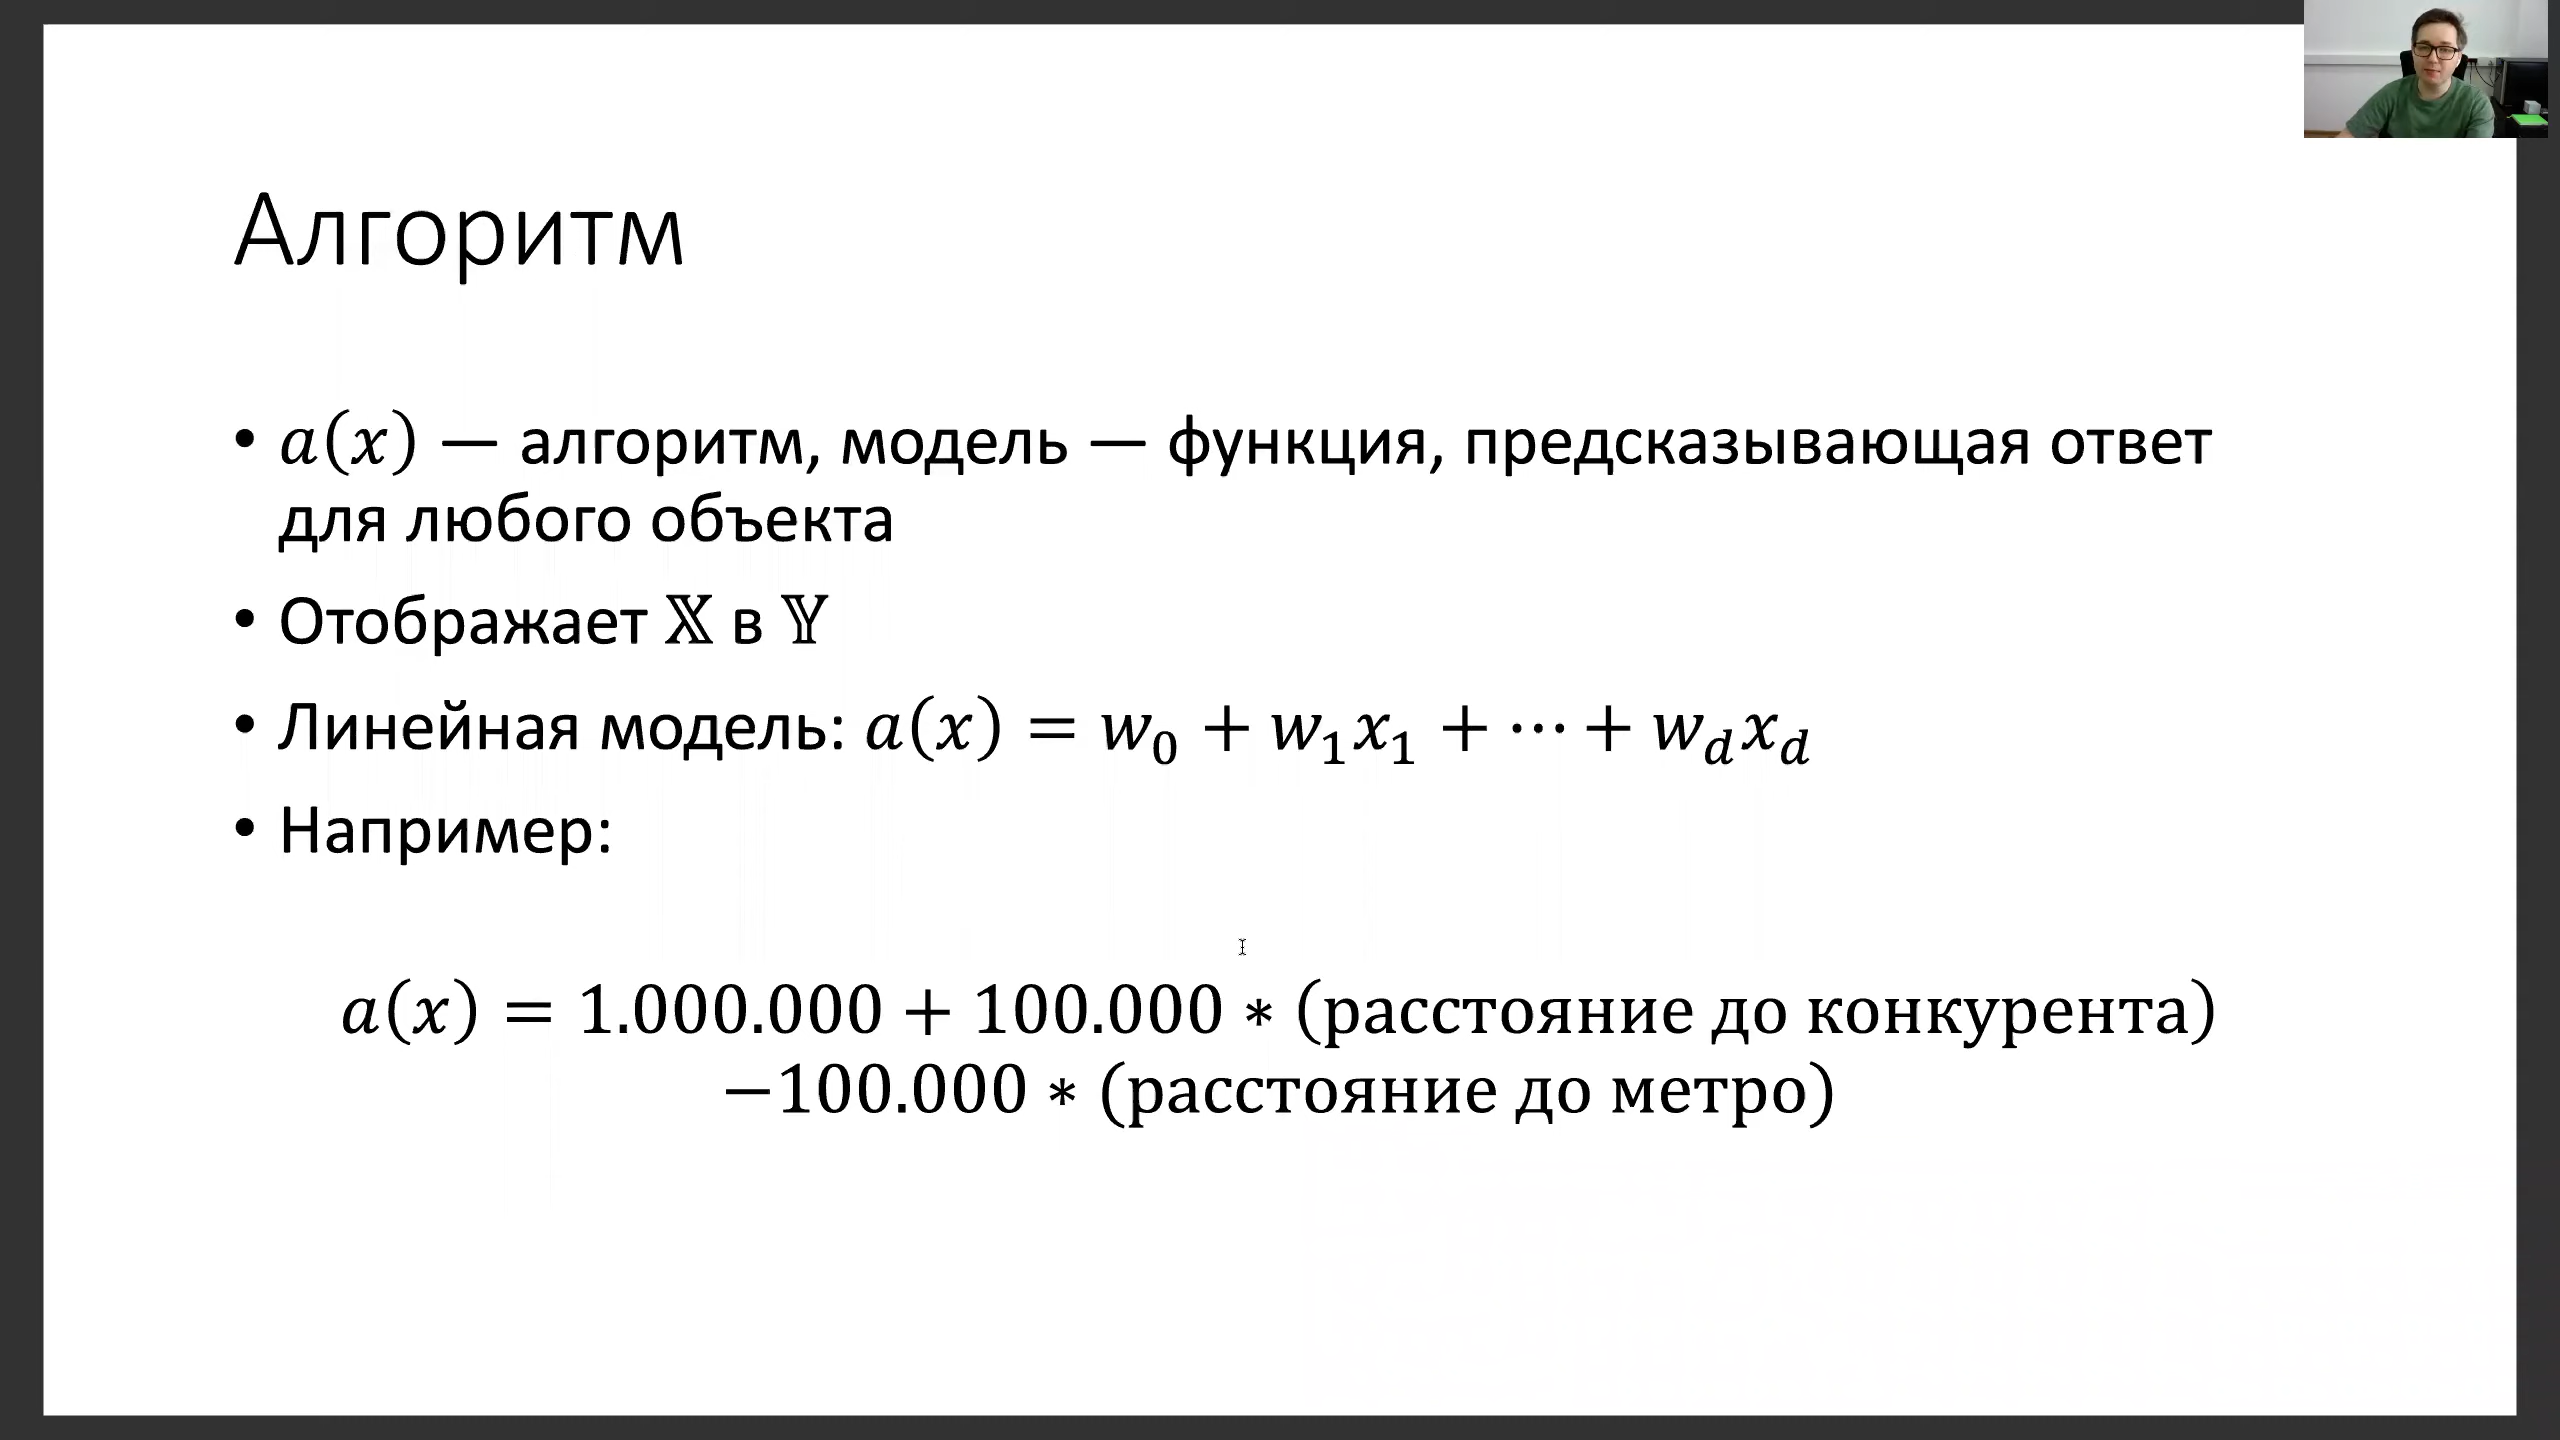 Алгоритм
• a(x) — алгоритм, модель — функция, предсказывающая ответ
для любого объекта
• Отображает 𝕏 в 𝕐
• Линейная модель: a(x) = w₀ + w₁x₁ + ⋯ + w_d x_d
• Например:
a(x) = 1.000.000 + 100.000 ∗ (расстояние до конкурента)
−100.000 ∗ (расстояние до метро)